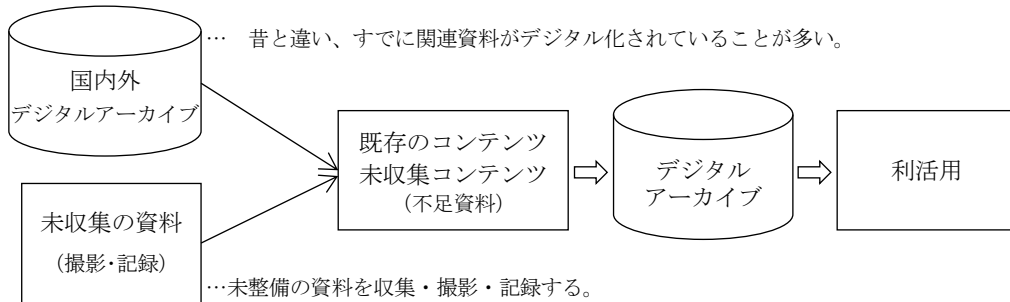 … 昔と違い、すでに関連資料がデジタル化されていることが多い。
国内外
デジタルアーカイブ
既存のコンテンツ
未収集コンテンツ
(不足資料)
デジタル
アーカイブ
利活用
未収集の資料
(撮影・記録)
…未整備の資料を収集・撮影・記録する。